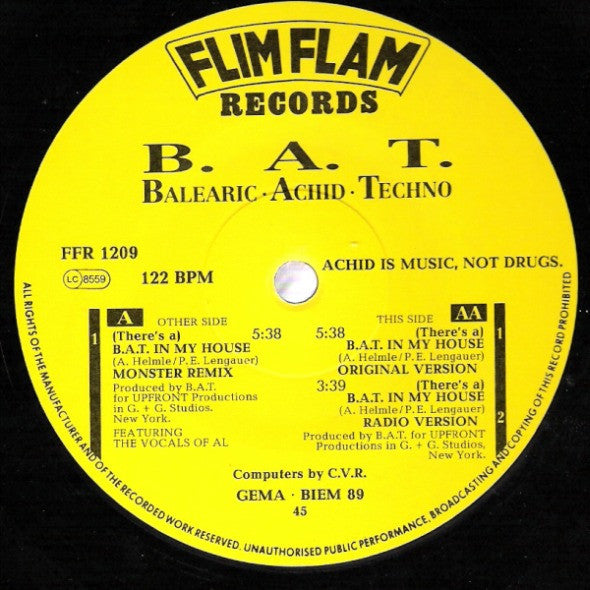 FLIM FLAM
RECORDS
B. A. T.
BALEARIC · ACHID · TECHNO
FFR 1209
LC 8559
122 BPM
ACHID IS MUSIC, NOT DRUGS.
A OTHER SIDE
1 (There's a) 5:38
B.A.T. IN MY HOUSE
(A. Helmle/P.E. Lengauer)
MONSTER REMIX
Produced by B.A.T.
for UPFRONT Productions
in G. + G. Studios.
New York.
FEATURING
THE VOCALS OF AL
THIS SIDE AA
5:38 (There's a) 1
B.A.T. IN MY HOUSE
(A. Helmle/P.E. Lengauer)
ORIGINAL VERSION
3:39 (There's a)
B.A.T. IN MY HOUSE
(A. Helmle/P.E. Lengauer)
RADIO VERSION 2
Produced by B.A.T. for UPFRONT
Productions in G. + G. Studios,
New York.
Computers by C.V.R.
GEMA · BIEM 89
45
ALL RIGHTS OF THE MANUFACTURER AND OF THE RECORDED WORK RESERVED. UNAUTHORISED PUBLIC PERFORMANCE, BROADCASTING AND COPYING OF THIS RECORD PROHIBITED